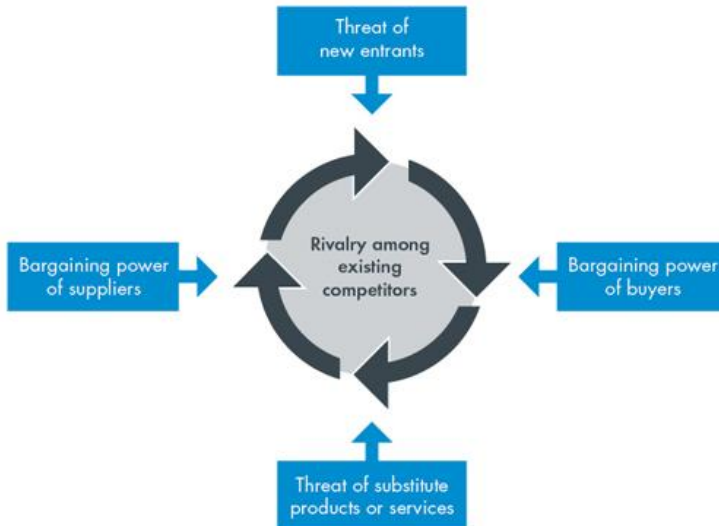 Threat of
new entrants
Bargaining power
of suppliers
Rivalry among
existing
competitors
Bargaining power
of buyers
Threat of substitute
products or services